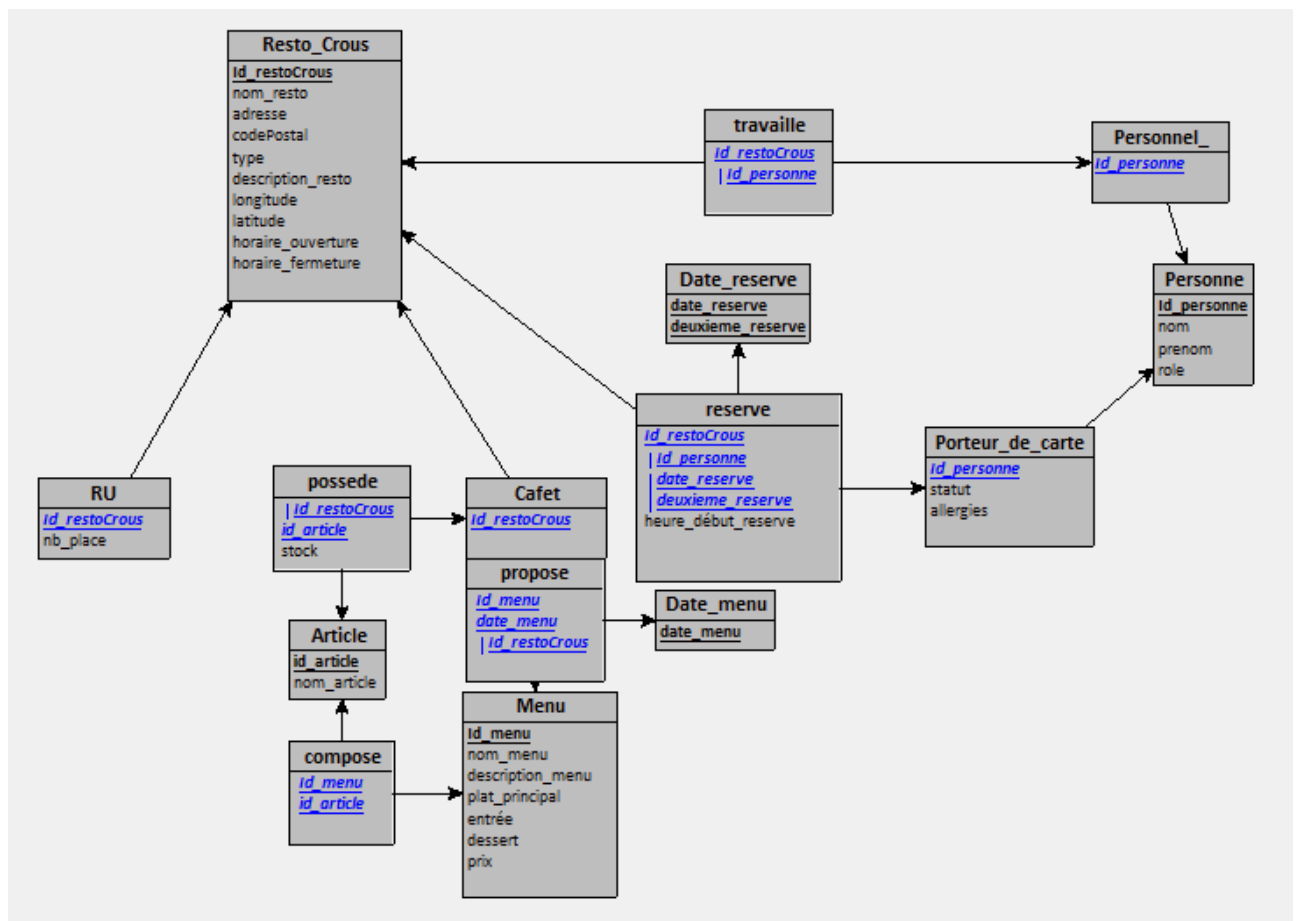 Resto_Crous
Id_restoCrous
nom_resto
adresse
codePostal
type
description_resto
longitude
latitude
horaire_ouverture
horaire_fermeture
travaille
Id_restoCrous
| Id_personne
Personnel_
Id_personne
Personne
Id_personne
nom
prenom
role
Date_reserve
date_reserve
deuxieme_reserve
reserve
Id_restoCrous
| Id_personne
| date_reserve
| deuxieme_reserve
heure_début_reserve
Porteur_de_carte
Id_personne
statut
allergies
RU
Id_restoCrous
nb_place
possede
| Id_restoCrous
id_article
stock
Cafet
Id_restoCrous
propose
Id_menu
date_menu
| Id_restoCrous
Date_menu
date_menu
Article
id_article
nom_article
compose
Id_menu
id_article
Menu
Id_menu
nom_menu
description_menu
plat_principal
entrée
dessert
prix